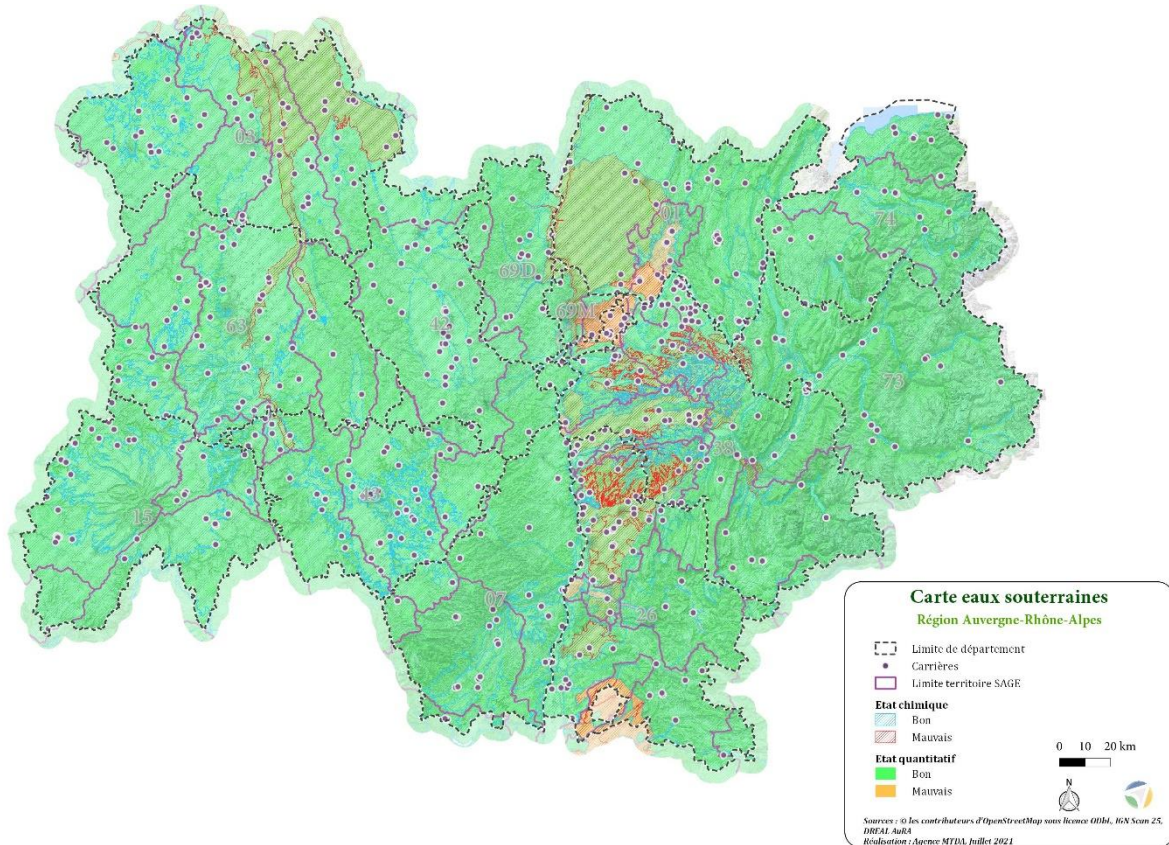 03
01
74
69D
69M
63
42
73
38
15
43
07
26
Carte eaux souterraines
Région Auvergne-Rhône-Alpes
Limite de département
Carrières
Limite territoire SAGE
Etat chimique
Bon
Mauvais
Etat quantitatif
Bon
Mauvais
0 10 20 km
N
Sources : © les contributeurs d'OpenStreetMap sous licence ODbL, IGN Scan 25,
DREAL AuRA
Réalisation : Agence MTDA, Juillet 2021